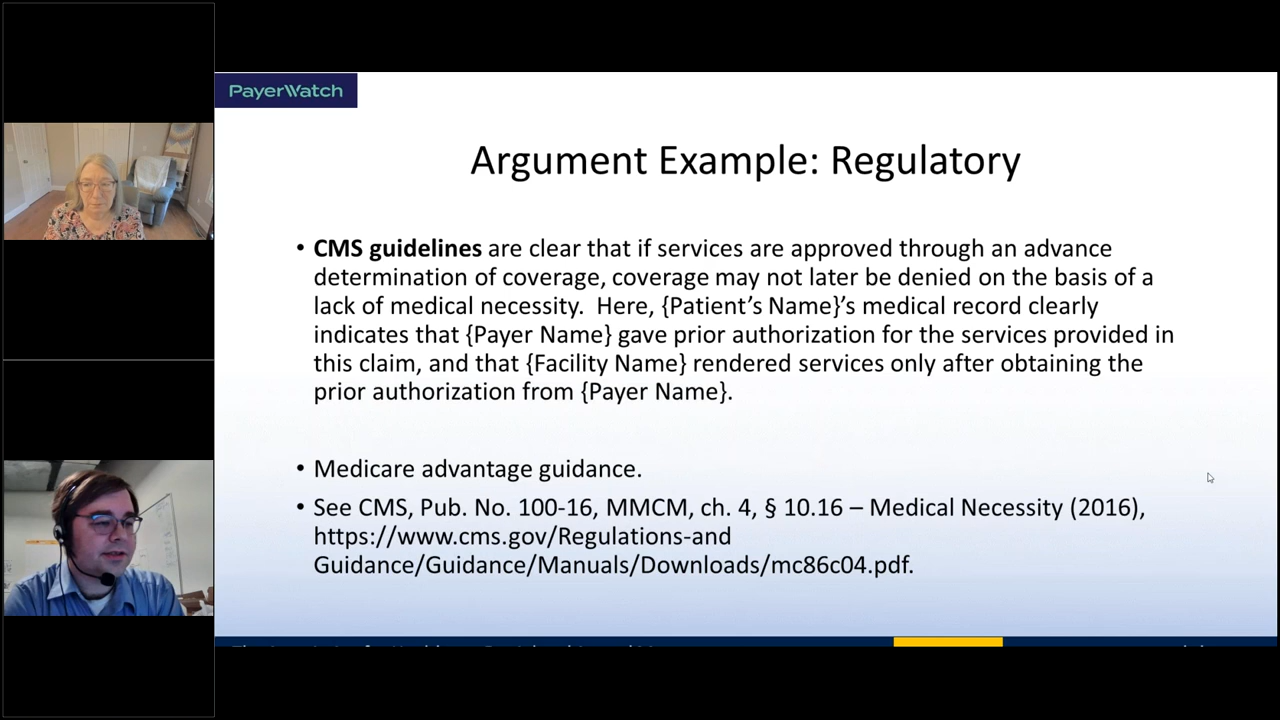 PayerWatch
Argument Example: Regulatory
• CMS guidelines are clear that if services are approved through an advance
determination of coverage, coverage may not later be denied on the basis of a
lack of medical necessity.  Here, {Patient’s Name}’s medical record clearly
indicates that {Payer Name} gave prior authorization for the services provided in
this claim, and that {Facility Name} rendered services only after obtaining the
prior authorization from {Payer Name}.
• Medicare advantage guidance.
• See CMS, Pub. No. 100-16, MMCM, ch. 4, § 10.16 – Medical Necessity (2016),
https://www.cms.gov/Regulations-and
Guidance/Guidance/Manuals/Downloads/mc86c04.pdf.